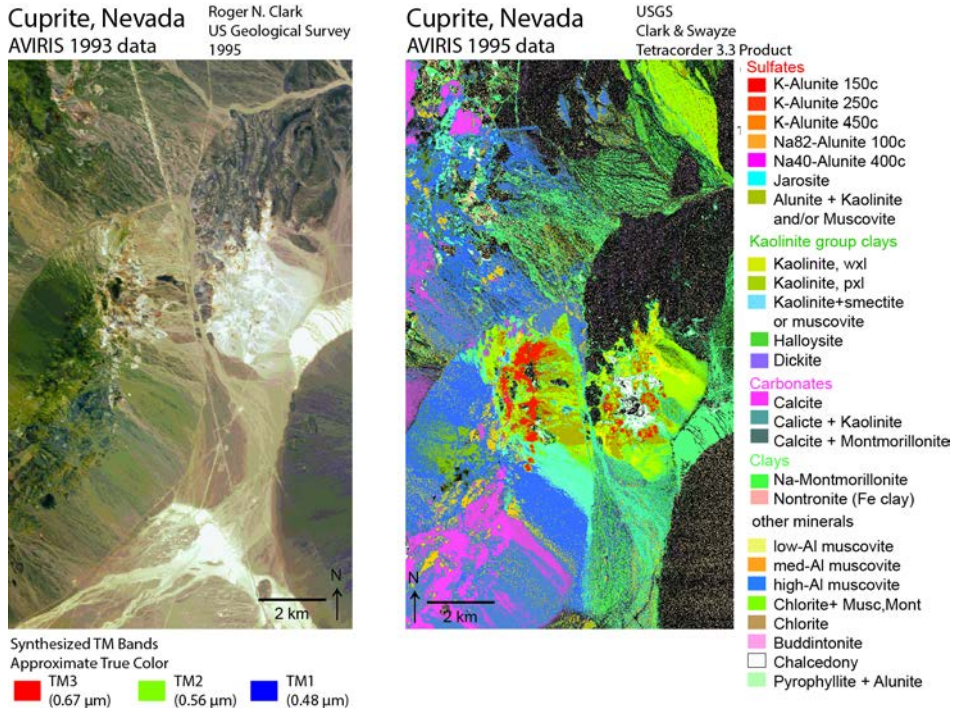 Cuprite, Nevada
AVIRIS 1993 data
Roger N. Clark
US Geological Survey
1995
N
2 km
Synthesized TM Bands
Approximate True Color
TM3
(0.67 µm)
TM2
(0.56 µm)
TM1
(0.48 µm)
Cuprite, Nevada
AVIRIS 1995 data
USGS
Clark & Swayze
Tetracorder 3.3 Product
N
2 km
Sulfates
K-Alunite 150c
K-Alunite 250c
K-Alunite 450c
Na82-Alunite 100c
Na40-Alunite 400c
Jarosite
Alunite + Kaolinite
and/or Muscovite
Kaolinite group clays
Kaolinite, wxl
Kaolinite, pxl
Kaolinite+smectite
or muscovite
Halloysite
Dickite
Carbonates
Calcite
Calicte + Kaolinite
Calcite + Montmorillonite
Clays
Na-Montmorillonite
Nontronite (Fe clay)
other minerals
low-Al muscovite
med-Al muscovite
high-Al muscovite
Chlorite+ Musc,Mont
Chlorite
Buddintonite
Chalcedony
Pyrophyllite + Alunite